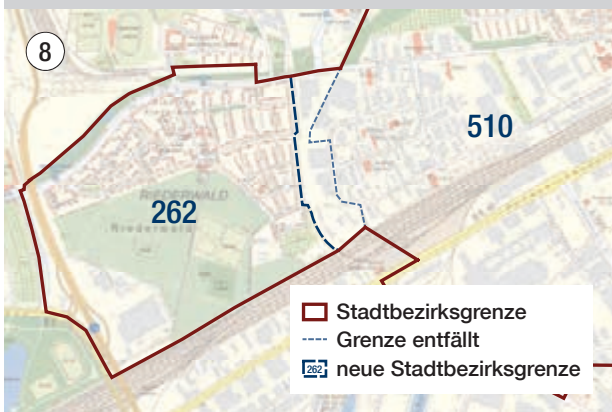 8
510
RIEDERWALD
262
Riederwald
Stadtbezirksgrenze
Grenze entfällt
262 neue Stadtbezirksgrenze